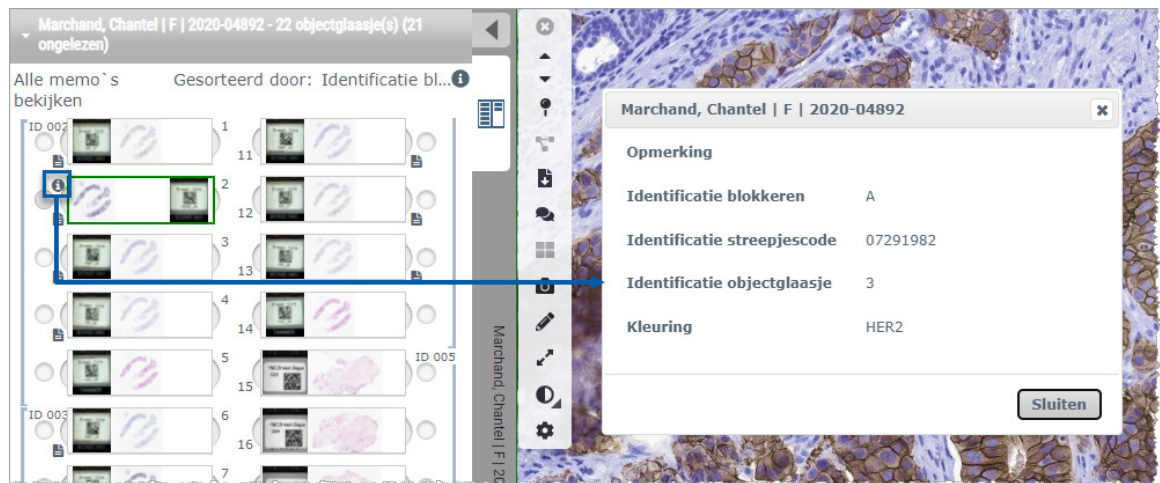 Marchand, Chantel | F | 2020-04892 - 22 objectglaasje(s) (21
ongelezen)
Alle memo`s
bekijken
Gesorteerd door: Identificatie bl...
ID 002
1
11
2
12
3
13
4
14
5
15
ID 005
ID 003
6
16
7
Marchand, Chantel | F | 20
Marchand, Chantel | F | 2020-04892
Opmerking
Identificatie blokkeren A
Identificatie streepjescode 07291982
Identificatie objectglaasje 3
Kleuring HER2
Sluiten